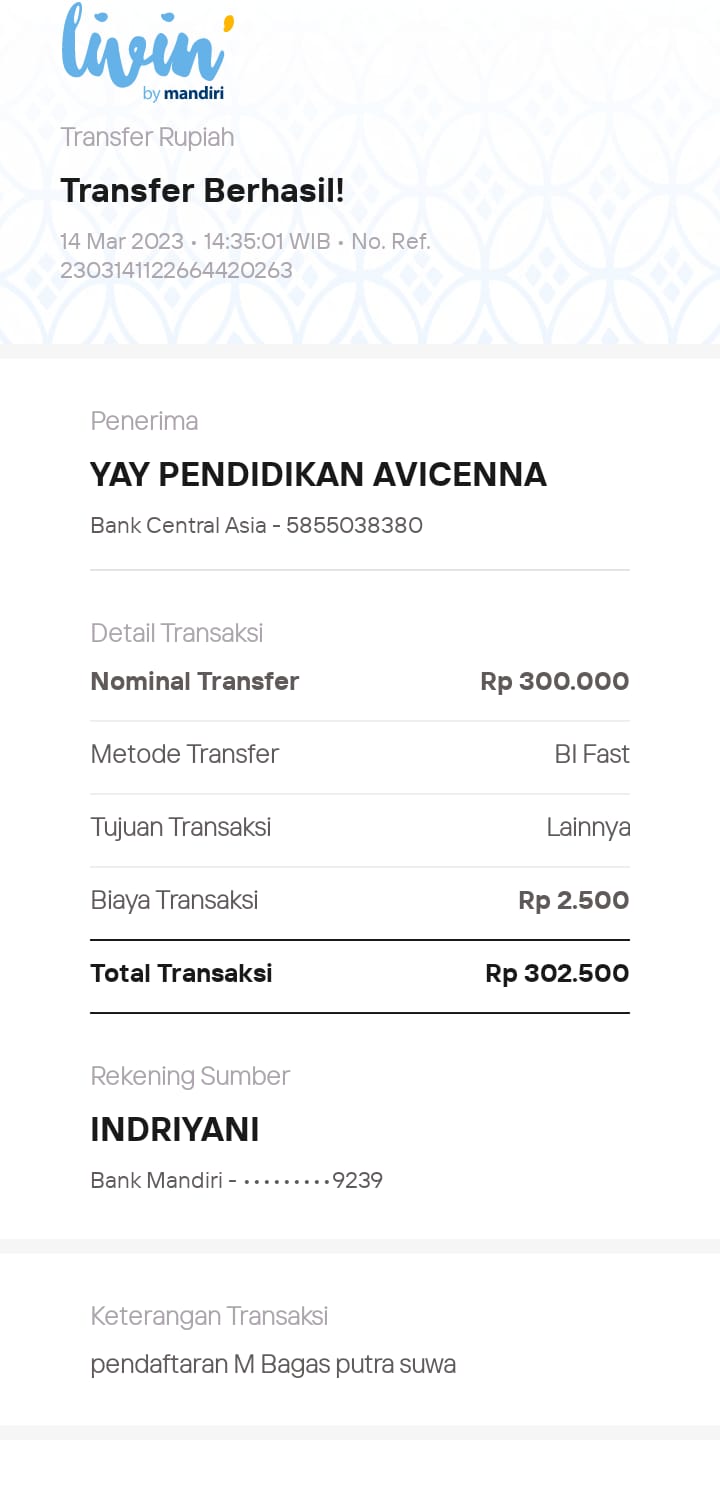 livin'
by mandiri
Transfer Rupiah
Transfer Berhasil!
14 Mar 2023 • 14:35:01 WIB • No. Ref.
2303141122664420263
Penerima
YAY PENDIDIKAN AVICENNA
Bank Central Asia - 5855038380
Detail Transaksi
Nominal Transfer Rp 300.000
Metode Transfer BI Fast
Tujuan Transaksi Lainnya
Biaya Transaksi Rp 2.500
Total Transaksi Rp 302.500
Rekening Sumber
INDRIYANI
Bank Mandiri - •••••••••9239
Keterangan Transaksi
pendaftaran M Bagas putra suwa